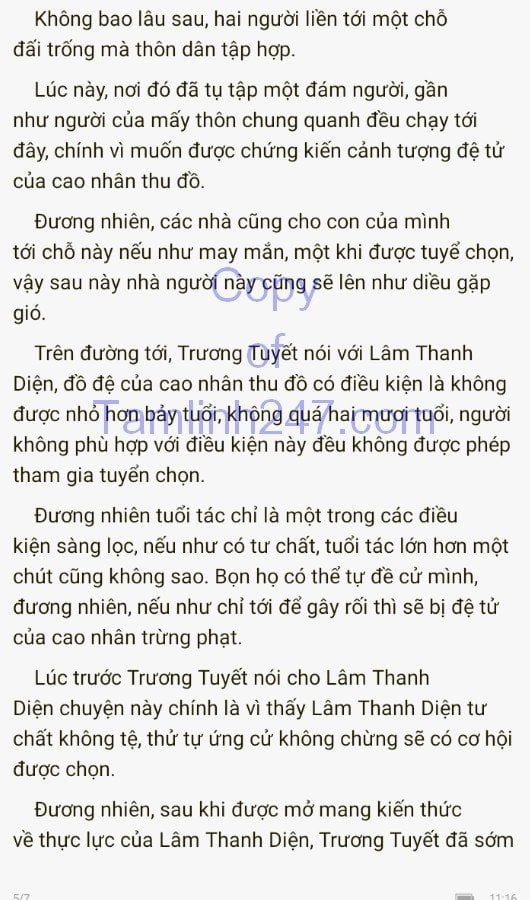 Không bao lâu sau, hai người liền tới một chỗ
đấi trống mà thôn dân tập hợp.
Lúc này, nơi đó đã tụ tập một đám người, gần
như người của mấy thôn chung quanh đều chạy tới
đây, chính vì muốn được chứng kiến cảnh tượng đệ tử
của cao nhân thu đồ.
Đương nhiên, các nhà cũng cho con của mình
tới chỗ này nếu như may mắn, một khi được tuyể chọn,
vậy sau này nhà người này cũng sẽ lên như diều gặp
gió.
Copy
of
Tamlinh247.com
Trên đường tới, Trương Tuyết nói với Lâm Thanh
Diện, đồ đệ của cao nhân thu đồ có điều kiện là không
được nhỏ hơn bảy tuổi, không quá hai mươi tuổi, người
không phù hợp với điều kiện này đều không được phép
tham gia tuyển chọn.
Đương nhiên tuổi tác chỉ là một trong các điều
kiện sàng lọc, nếu như có tư chất, tuổi tác lớn hơn một
chút cũng không sao. Bọn họ có thể tự đề cử mình,
đương nhiên, nếu như chỉ tới để gây rối thì sẽ bị đệ tử
của cao nhân trừng phạt.
Lúc trước Trương Tuyết nói cho Lâm Thanh
Diện chuyện này chính là vì thấy Lâm Thanh Diện tư
chất không tệ, thử tự ứng cử không chừng sẽ có cơ hội
được chọn.
Đương nhiên, sau khi được mở mang kiến thức
về thực lực của Lâm Thanh Diện, Trương Tuyết đã sớm
5/7
11:16